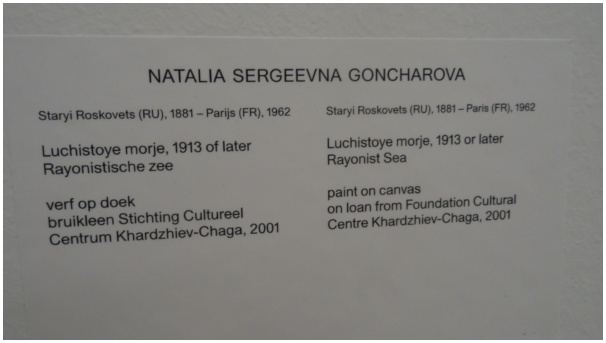 NATALIA SERGEEVNA GONCHAROVA
Staryi Roskovets (RU), 1881 – Parijs (FR), 1962
Luchistoye morje, 1913 of later
Rayonistische zee
verf op doek
bruikleen Stichting Cultureel
Centrum Khardzhiev-Chaga, 2001
Staryi Roskovets (RU), 1881 – Paris (FR), 1962
Luchistoye morje, 1913 or later
Rayonist Sea
paint on canvas
on loan from Foundation Cultural
Centre Khardzhiev-Chaga, 2001